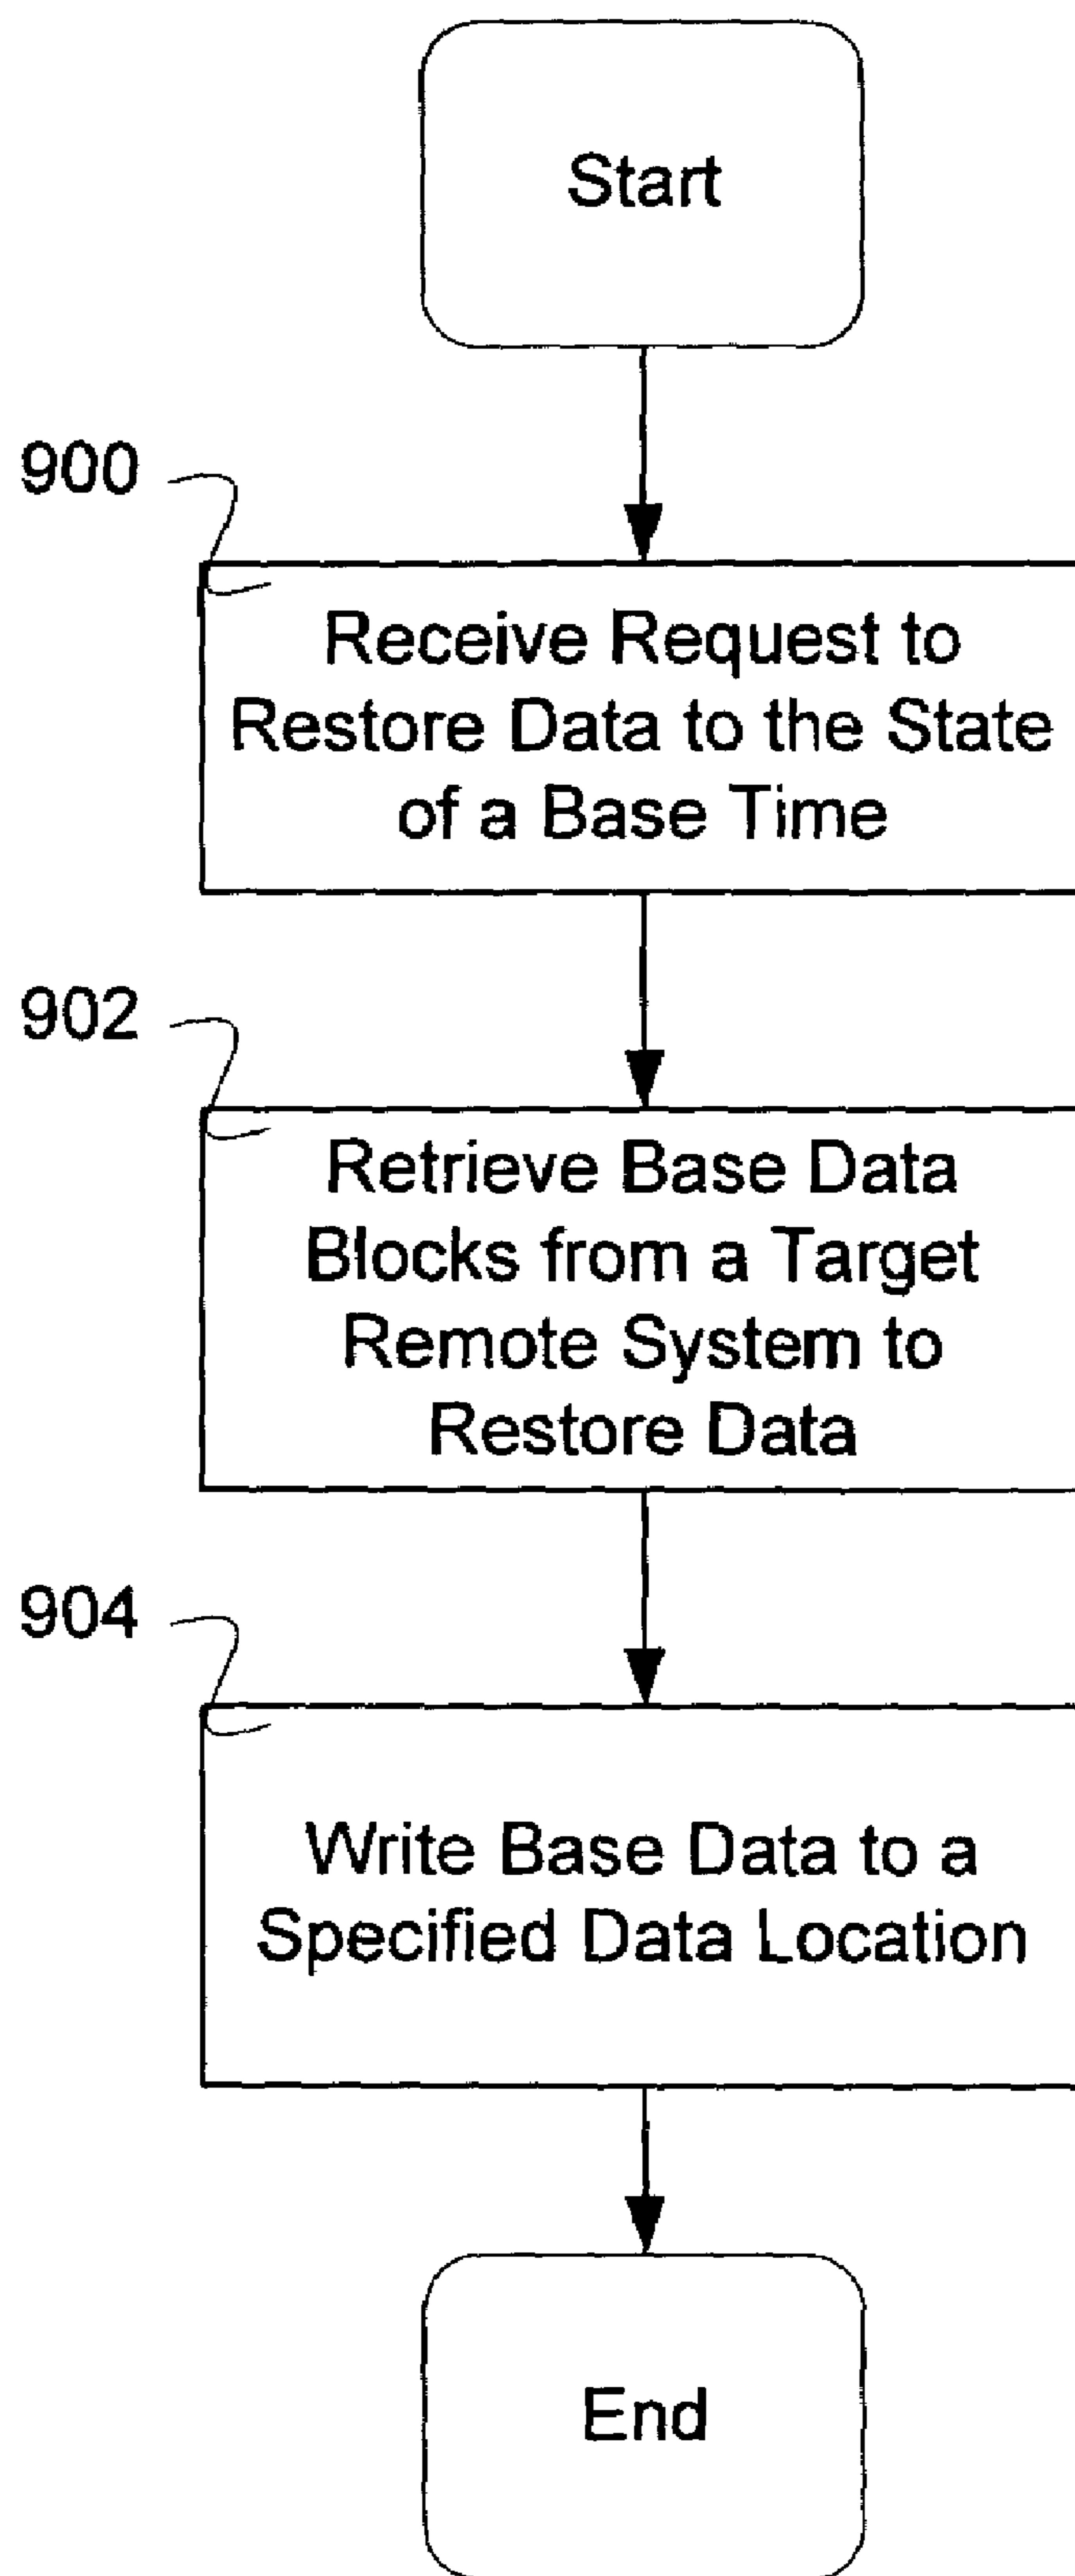 Start
900
Receive Request to
Restore Data to the State
of a Base Time
902
Retrieve Base Data
Blocks from a Target
Remote System to
Restore Data
904
Write Base Data to a
Specified Data Location
End